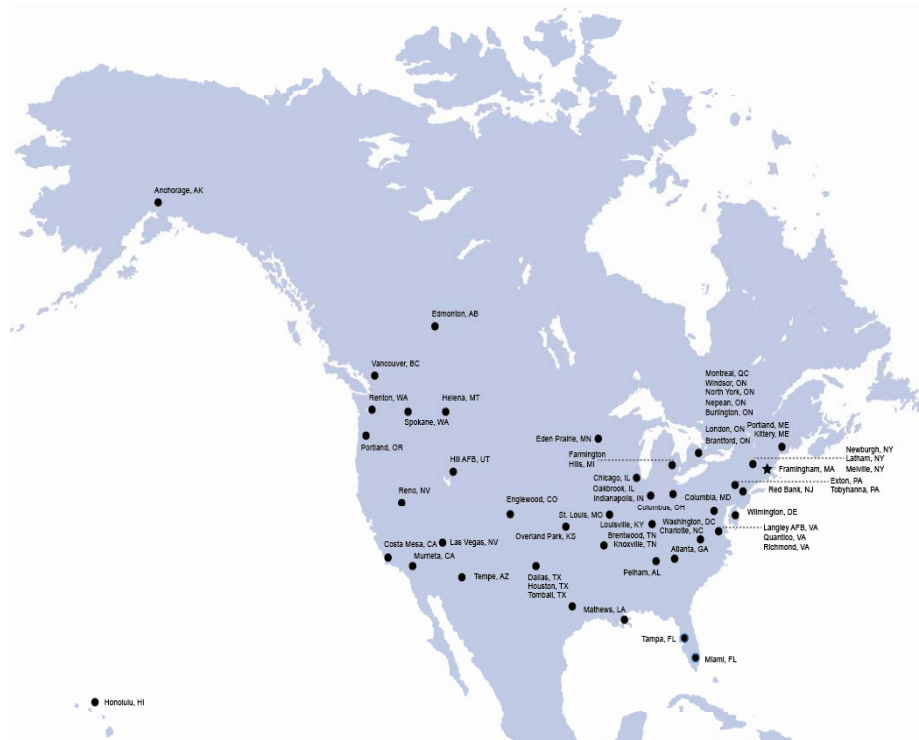 Anchorage, AK
Edmonton, AB
Vancouver, BC
Renton, WA
Helena, MT
Spokane, WA
Portland, OR
Hill AFB, UT
Reno, NV
Englewood, CO
Costa Mesa, CA
Las Vegas, NV
Murrieta, CA
Tempe, AZ
Honolulu, HI
Eden Prairie, MN
Farmington
Hills, MI
Chicago, IL
Oakbrook, IL
Indianapolis, IN
Columbus, OH
St. Louis, MO
Overland Park, KS
Louisville, KY
Brentwood, TN
Knoxville, TN
Dallas, TX
Houston, TX
Tomball, TX
Mathews, LA
Pelham, AL
Atlanta, GA
Tampa, FL
Miami, FL
Montreal, QC
Windsor, ON
North York, ON
Nepean, ON
Burlington, ON
London, ON
Brantford, ON
Portland, ME
Kittery, ME
Newburgh, NY
Latham, NY
Melville, NY
Framingham, MA
Exton, PA
Tobyhanna, PA
Red Bank, NJ
Columbia, MD
Wilmington, DE
Washington, DC
Charlotte, NC
Langley AFB, VA
Quantico, VA
Richmond, VA